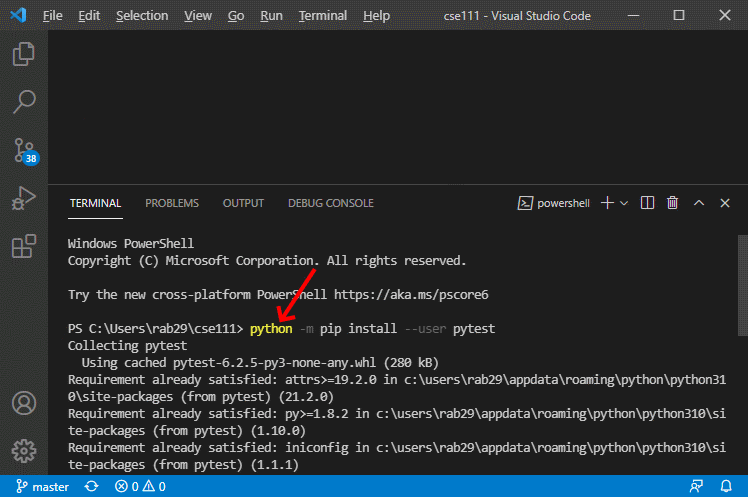 File Edit Selection View Go Run Terminal Help cse111 - Visual Studio Code
38
TERMINAL PROBLEMS OUTPUT DEBUG CONSOLE powershell
Windows PowerShell
Copyright (C) Microsoft Corporation. All rights reserved.
Try the new cross-platform PowerShell https://aka.ms/pscore6
PS C:\Users\rab29\cse111> python -m pip install --user pytest
Collecting pytest
  Using cached pytest-6.2.5-py3-none-any.whl (280 kB)
Requirement already satisfied: attrs>=19.2.0 in c:\users\rab29\appdata\roaming\python\python31
0\site-packages (from pytest) (21.2.0)
Requirement already satisfied: py>=1.8.2 in c:\users\rab29\appdata\roaming\python\python310\si
te-packages (from pytest) (1.10.0)
Requirement already satisfied: iniconfig in c:\users\rab29\appdata\roaming\python\python310\si
te-packages (from pytest) (1.1.1)
master 0 0